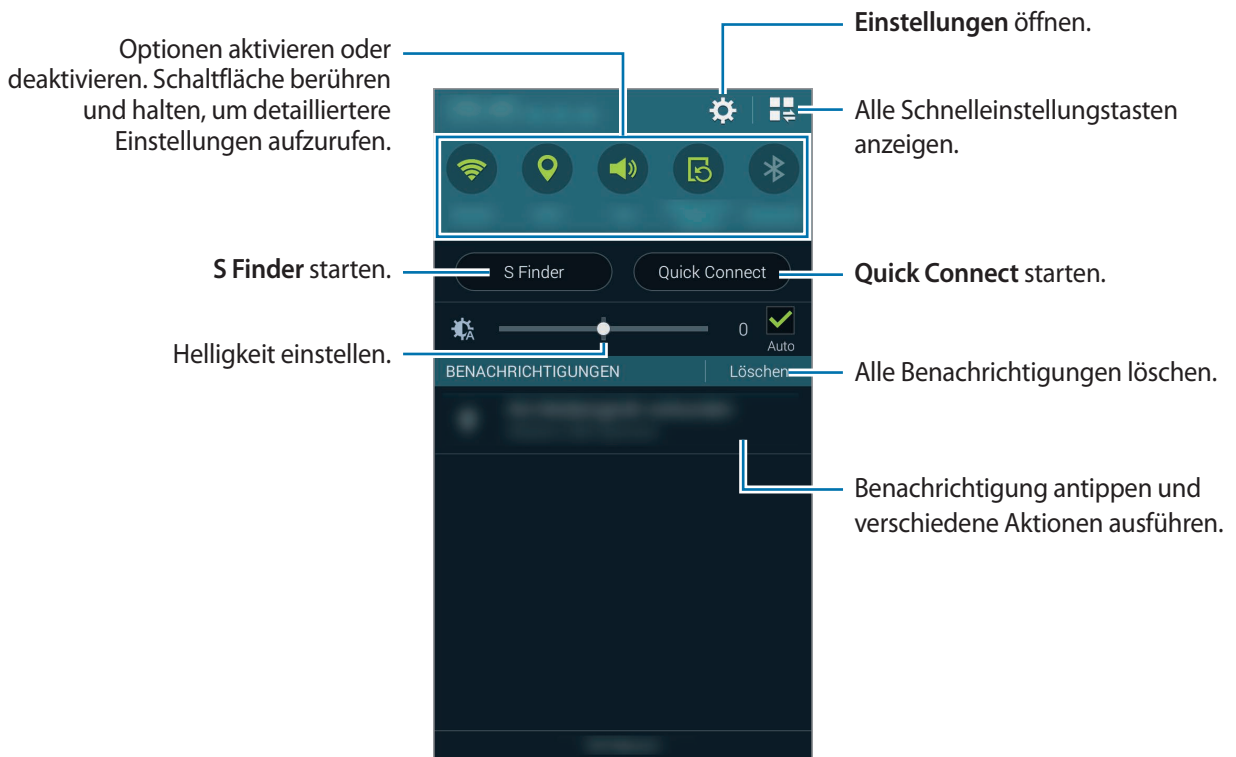 Einstellungen öffnen.
Optionen aktivieren oder
deaktivieren. Schaltfläche berühren
und halten, um detailliertere
Einstellungen aufzurufen.
Alle Schnelleinstellungstasten
anzeigen.
S Finder starten.
S Finder
Quick Connect
Quick Connect starten.
0
Auto
Helligkeit einstellen.
BENACHRICHTIGUNGEN
Löschen
Alle Benachrichtigungen löschen.
Benachrichtigung antippen und
verschiedene Aktionen ausführen.